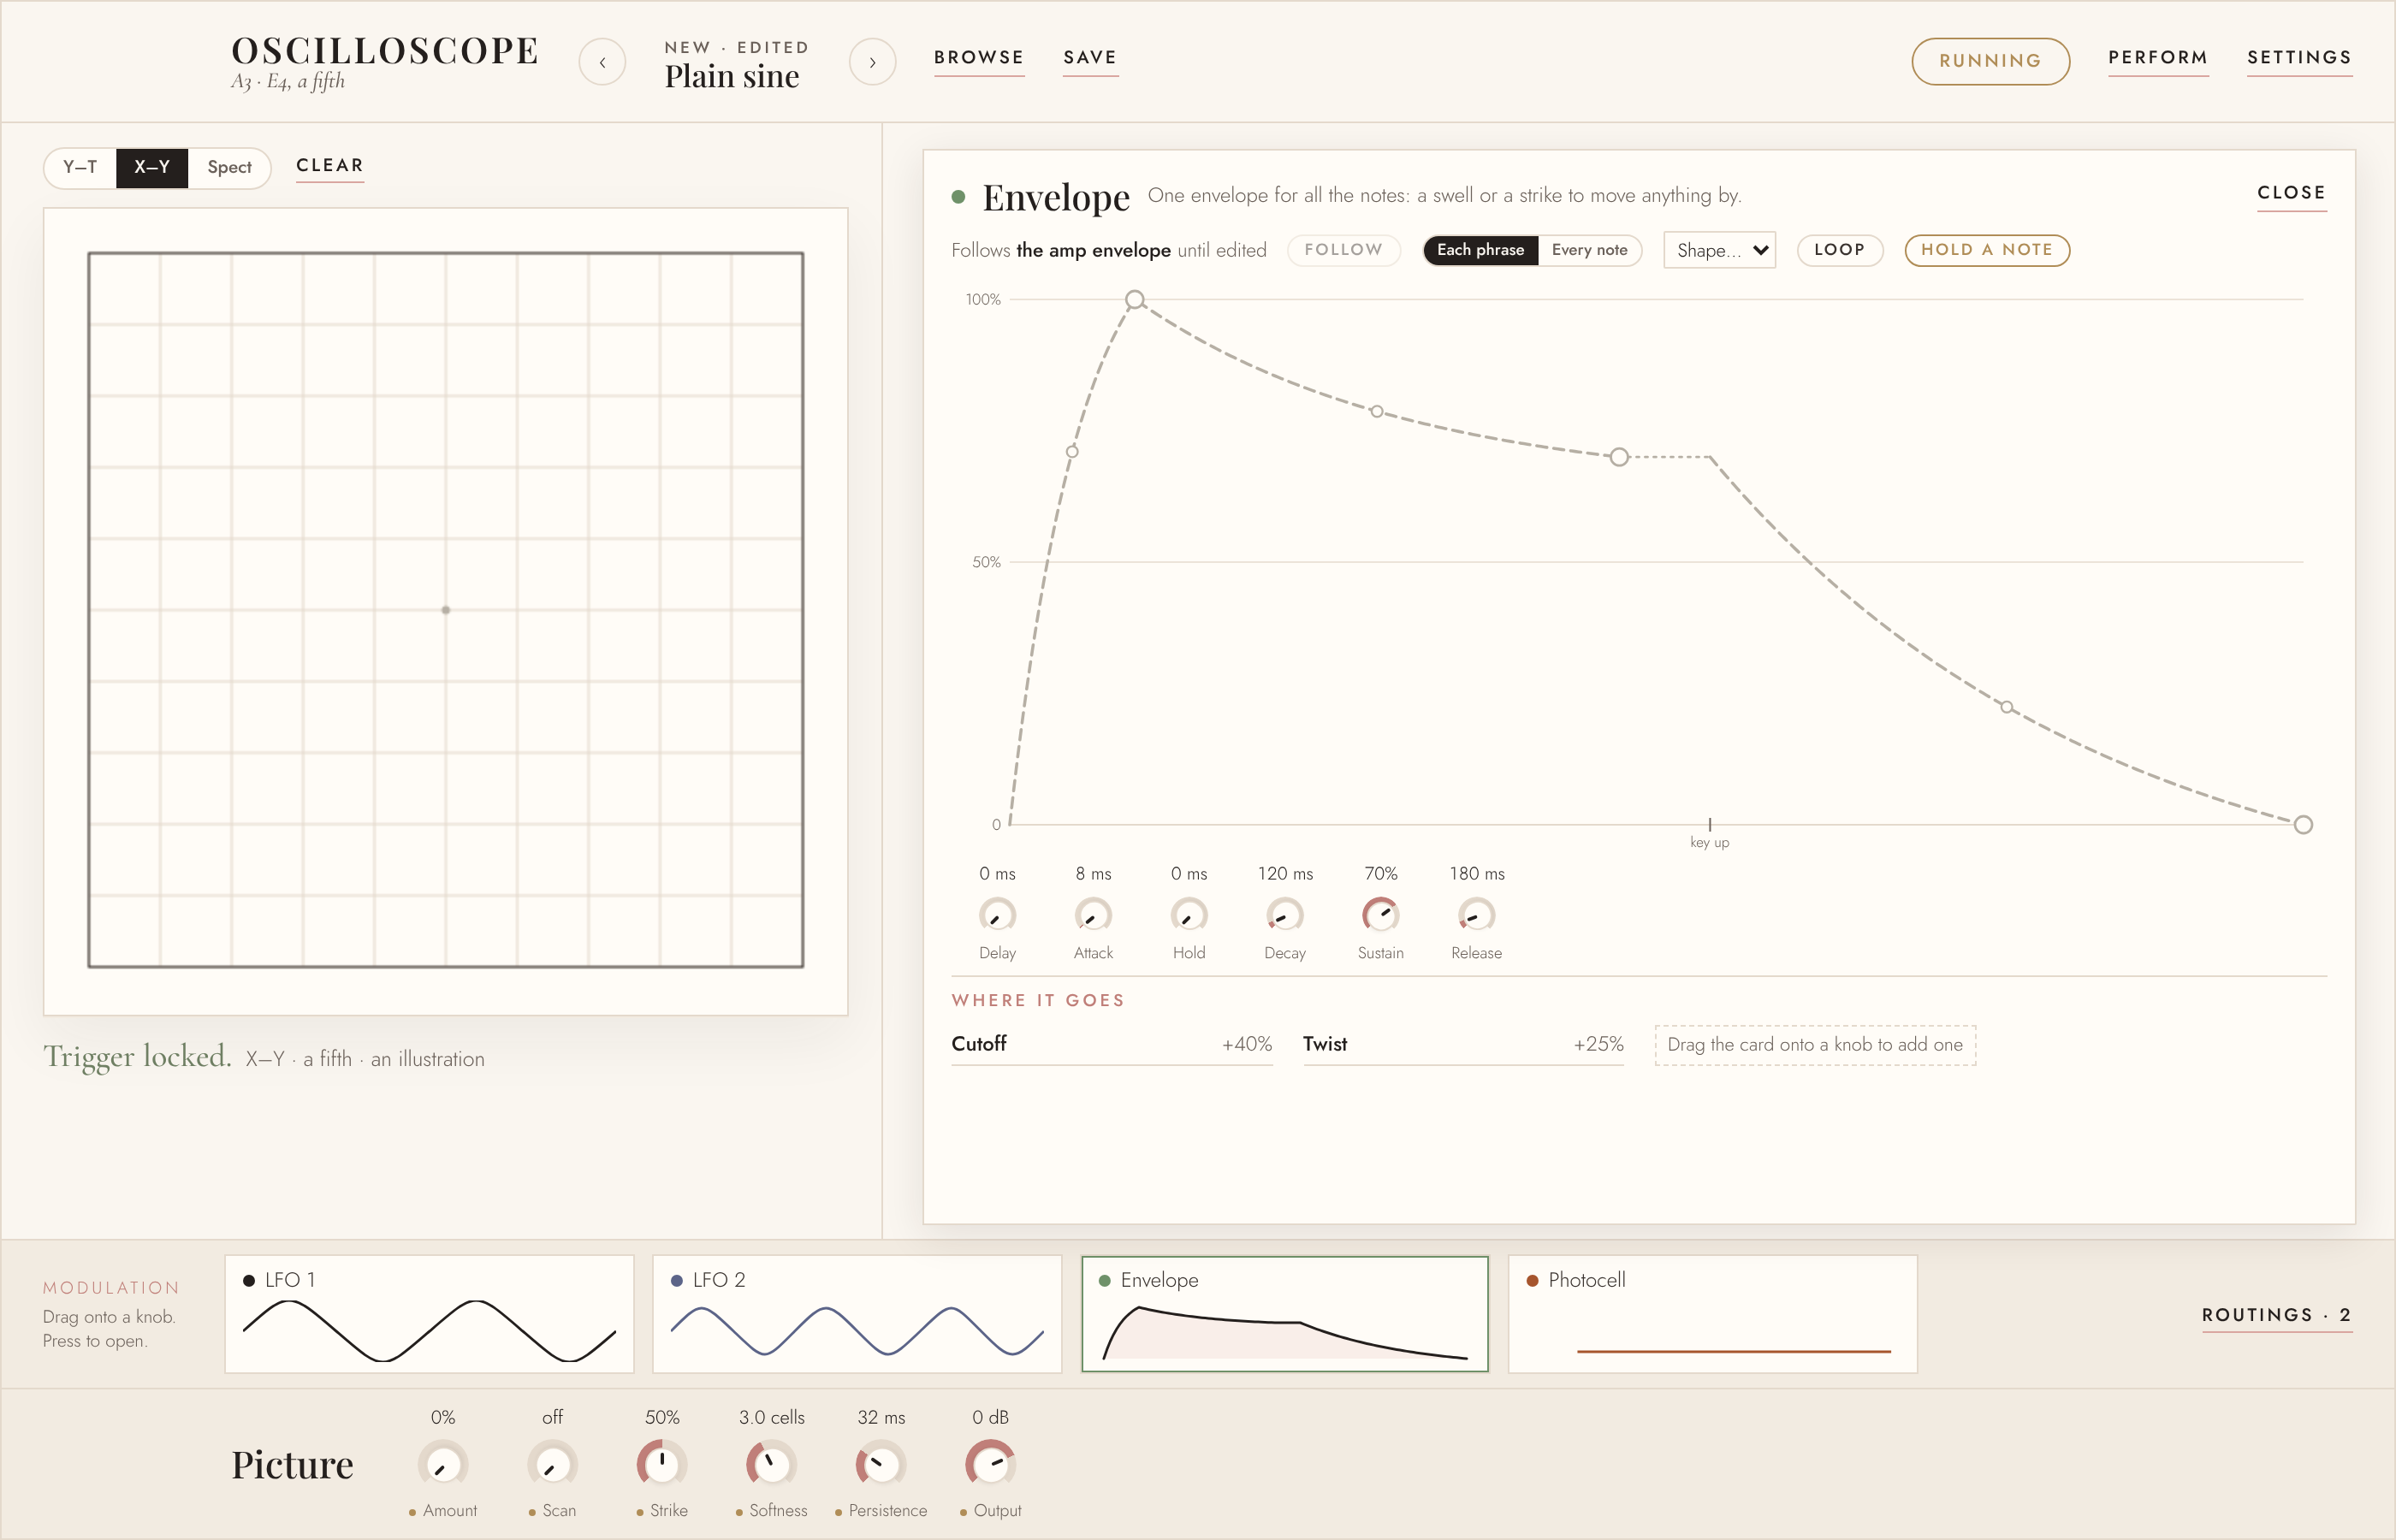 OSCILLOSCOPE
A3 · E4, a fifth
‹
NEW · EDITED
Plain sine
›
BROWSE
SAVE
RUNNING
PERFORM
SETTINGS
Y–T
X–Y
Spect
CLEAR
Trigger locked. X–Y · a fifth · an illustration
Envelope One envelope for all the notes: a swell or a strike to move anything by.
CLOSE
Follows the amp envelope until edited
FOLLOW
Each phrase
Every note
Shape...
LOOP
HOLD A NOTE
100%
50%
0
key up
0 ms
8 ms
0 ms
120 ms
70%
180 ms
Delay
Attack
Hold
Decay
Sustain
Release
WHERE IT GOES
Cutoff +40%
Twist +25%
Drag the card onto a knob to add one
MODULATION
Drag onto a knob.
Press to open.
LFO 1
LFO 2
Envelope
Photocell
ROUTINGS · 2
Picture
0%
off
50%
3.0 cells
32 ms
0 dB
Amount
Scan
Strike
Softness
Persistence
Output